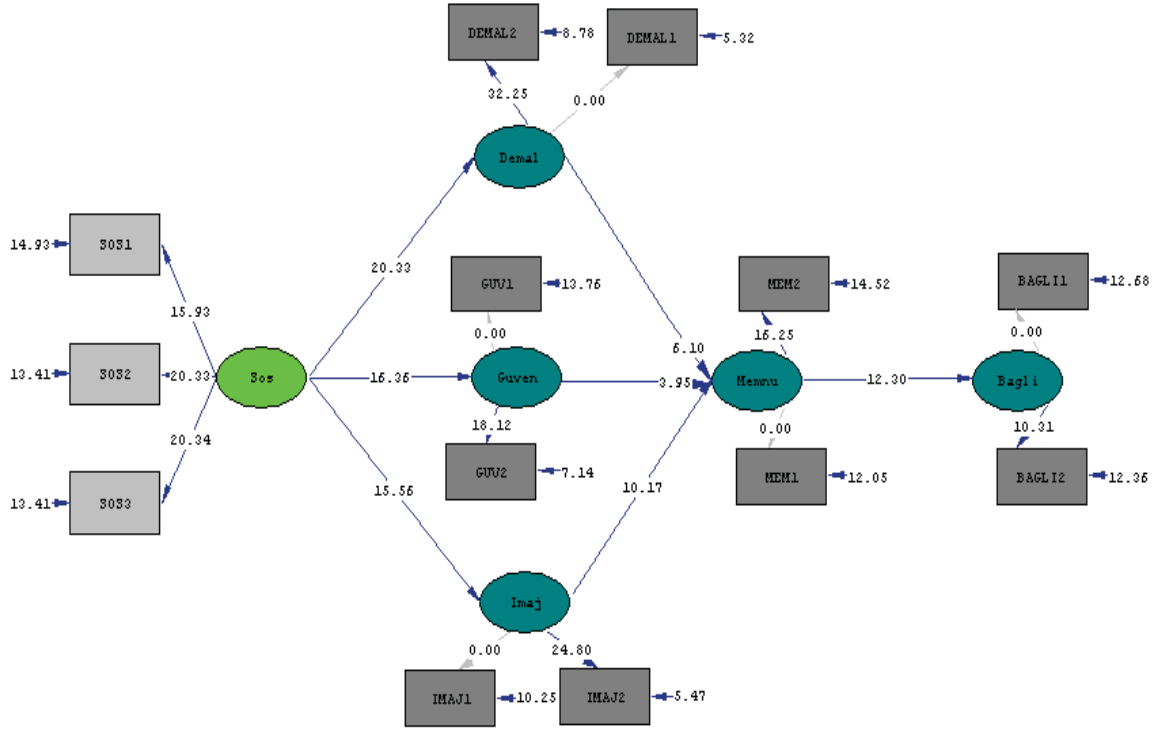 DEMAL2
8.78
DEMAL1
5.32
32.25
0.00
Demal
14.93
SOS1
20.33
GUV1
13.76
MEM2
14.52
BAGLI1
12.68
15.93
0.00
16.25
0.00
6.10
13.41
SOS2
20.33
Sos
16.36
Guven
3.95
Memnu
12.30
Bagli
18.12
0.00
10.31
20.34
GUV2
7.14
MEM1
12.05
BAGLI2
12.36
13.41
SOS3
15.56
10.17
Imaj
0.00
24.80
IMAJ1
10.25
IMAJ2
5.47